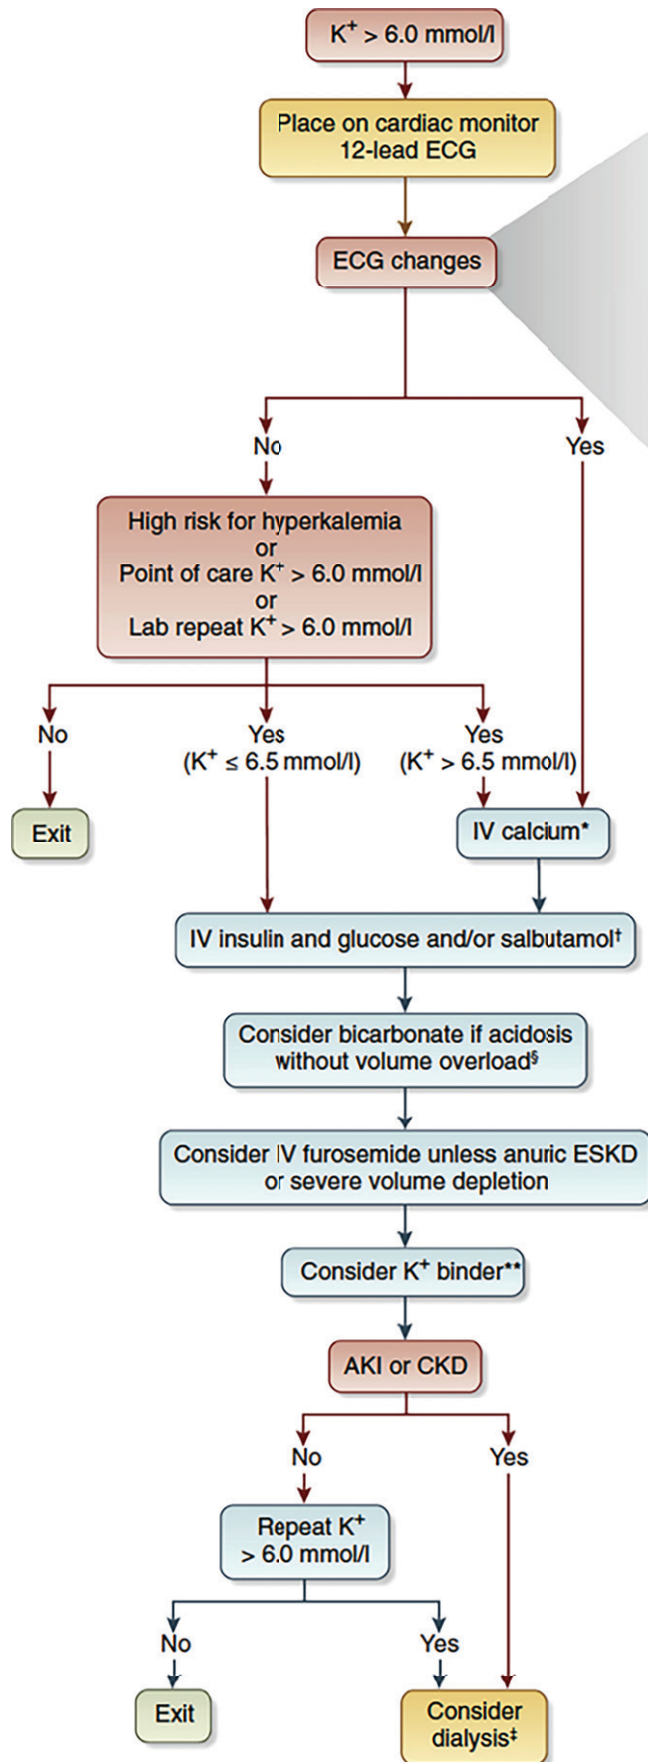 K⁺ > 6.0 mmol/l
Place on cardiac monitor
12-lead ECG
ECG changes
No
Yes
High risk for hyperkalemia
or
Point of care K⁺ > 6.0 mmol/l
or
Lab repeat K⁺ > 6.0 mmol/l
No
Yes
(K⁺ ≤ 6.5 mmol/l)
Yes
(K⁺ > 6.5 mmol/l)
Exit
IV calcium*
IV insulin and glucose and/or salbutamol†
Consider bicarbonate if acidosis
without volume overload§
Consider IV furosemide unless anuric ESKD
or severe volume depletion
Consider K⁺ binder**
AKI or CKD
No
Yes
Repeat K⁺
> 6.0 mmol/l
No
Yes
Exit
Consider
dialysis‡